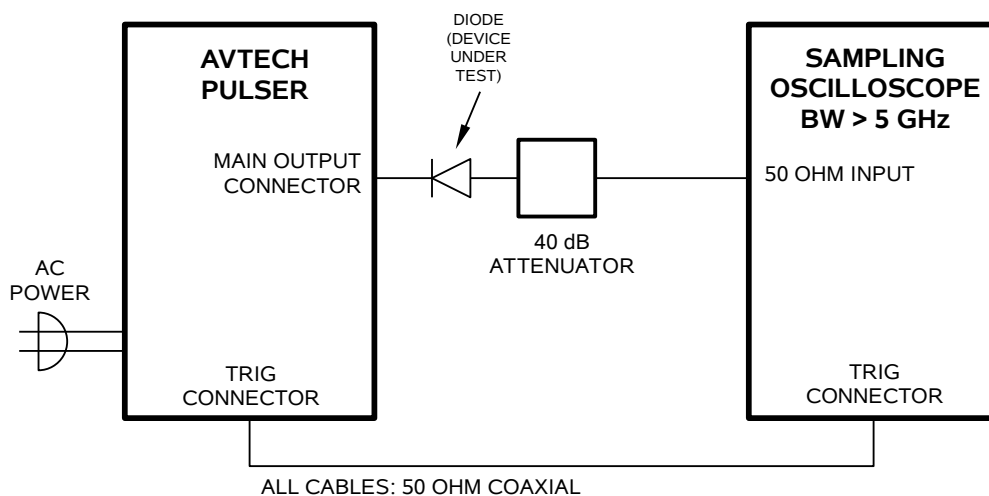 DIODE
(DEVICE
UNDER
TEST)
AVTECH
PULSER
SAMPLING
OSCILLOSCOPE
BW > 5 GHz
MAIN OUTPUT
CONNECTOR
50 OHM INPUT
40 dB
ATTENUATOR
AC
POWER
TRIG
CONNECTOR
TRIG
CONNECTOR
ALL CABLES: 50 OHM COAXIAL